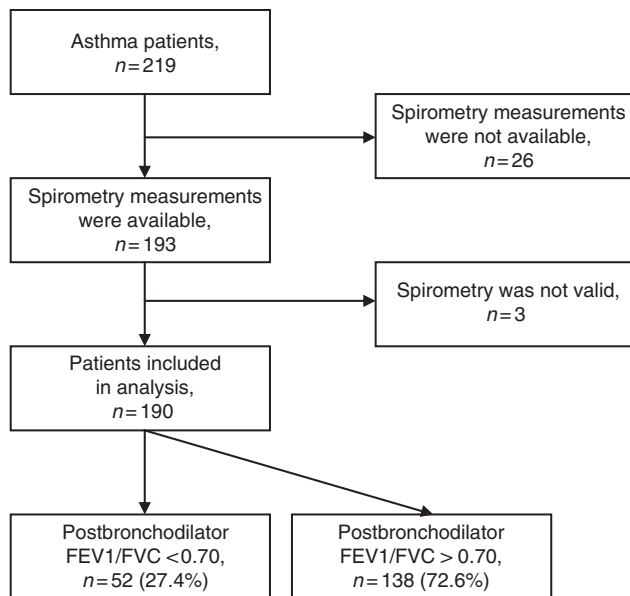 Asthma patients,
n=219
Spirometry measurements
were not available,
n=26
Spirometry measurements
were available,
n=193
Spirometry was not valid,
n=3
Patients included
in analysis,
n=190
Postbronchodilator
FEV1/FVC <0.70,
n=52 (27.4%)
Postbronchodilator
FEV1/FVC > 0.70,
n=138 (72.6%)